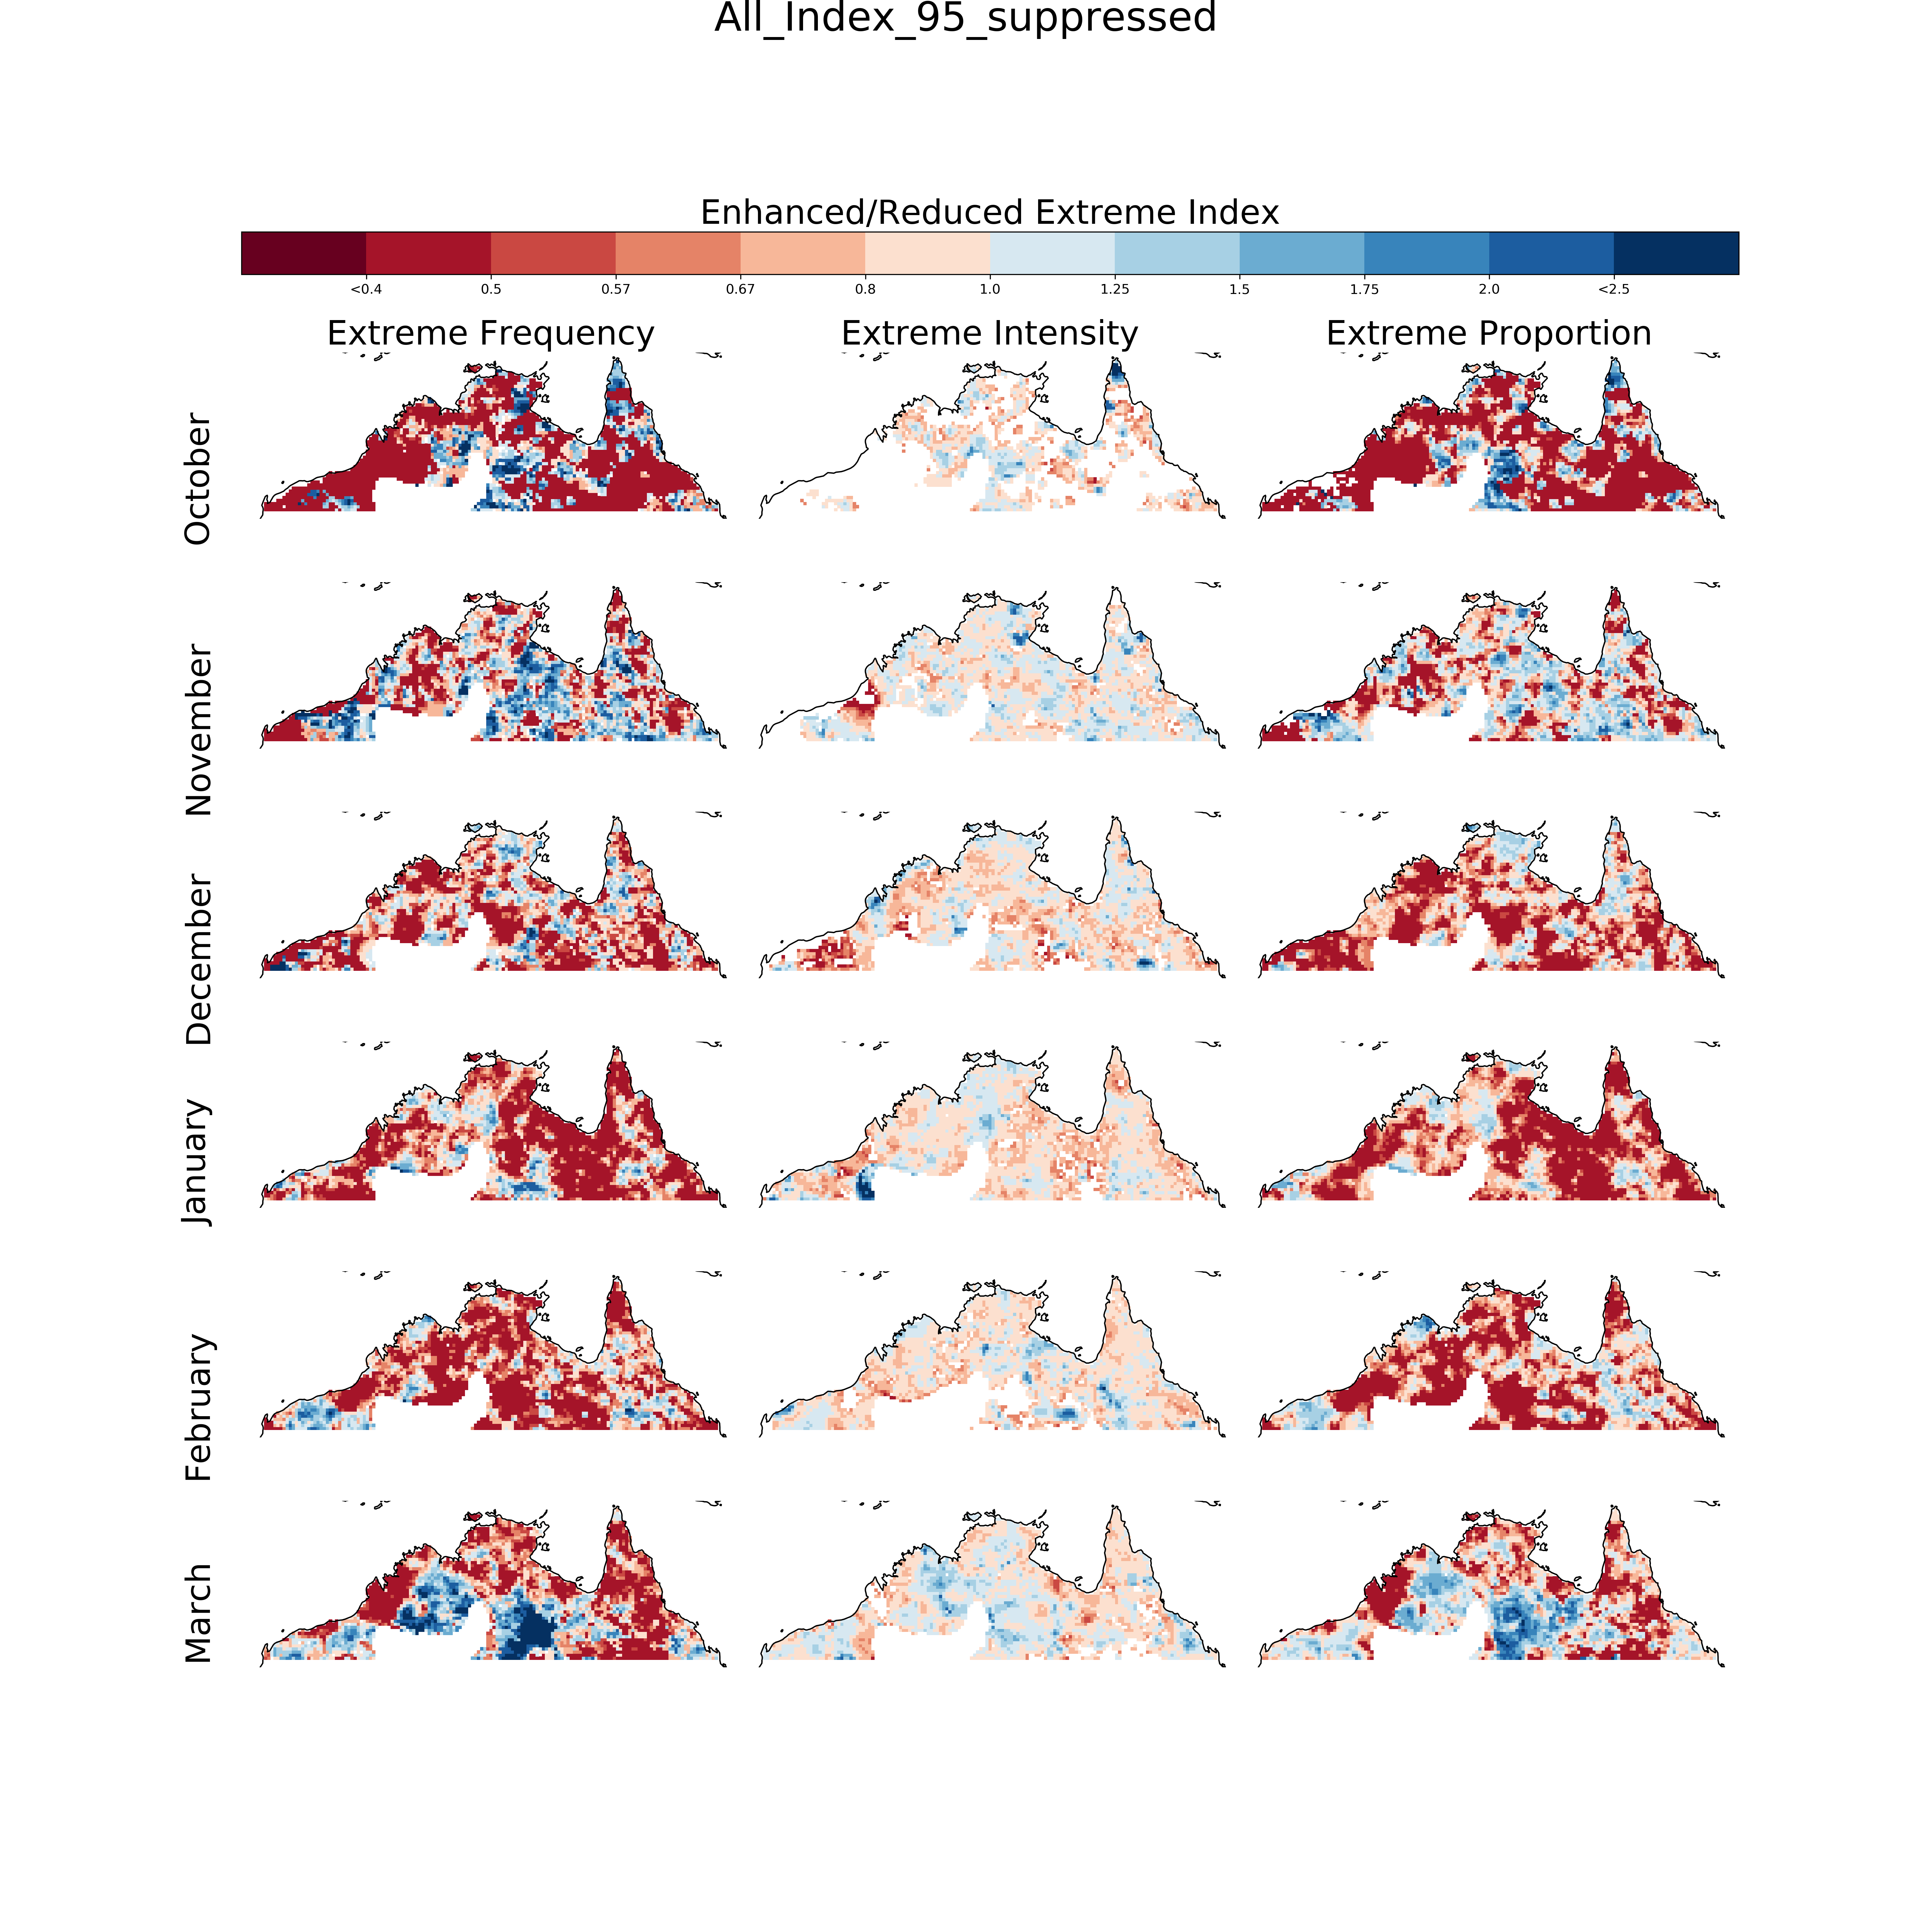 All_Index_95_suppressed
Enhanced/Reduced Extreme Index
<0.4 0.5 0.57 0.67 0.8 1.0 1.25 1.5 1.75 2.0 <2.5
Extreme Frequency Extreme Intensity Extreme Proportion
October
November
December
January
February
March